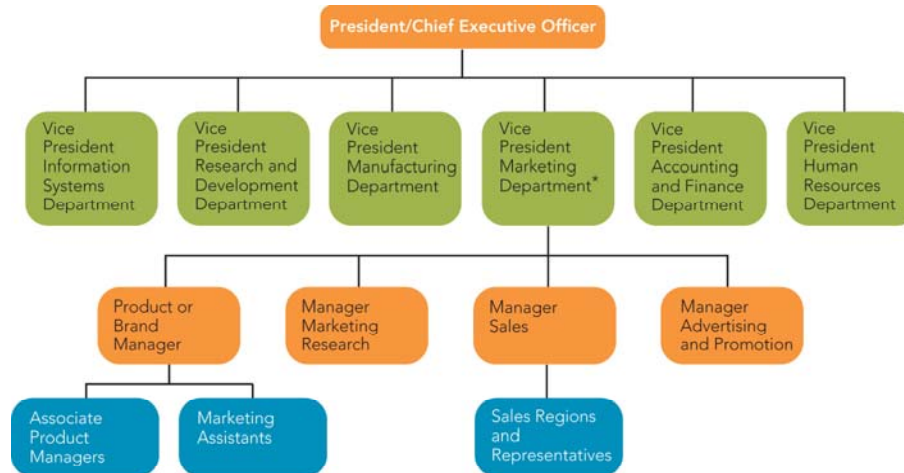 President/Chief Executive Officer
Vice
President
Information
Systems
Department
Vice
President
Research and
Development
Department
Vice
President
Manufacturing
Department
Vice
President
Marketing
Department*
Vice
President
Accounting
and Finance
Department
Vice
President
Human
Resources
Department
Product or
Brand
Manager
Manager
Marketing
Research
Manager
Sales
Manager
Advertising
and Promotion
Associate
Product
Managers
Marketing
Assistants
Sales Regions
and
Representatives